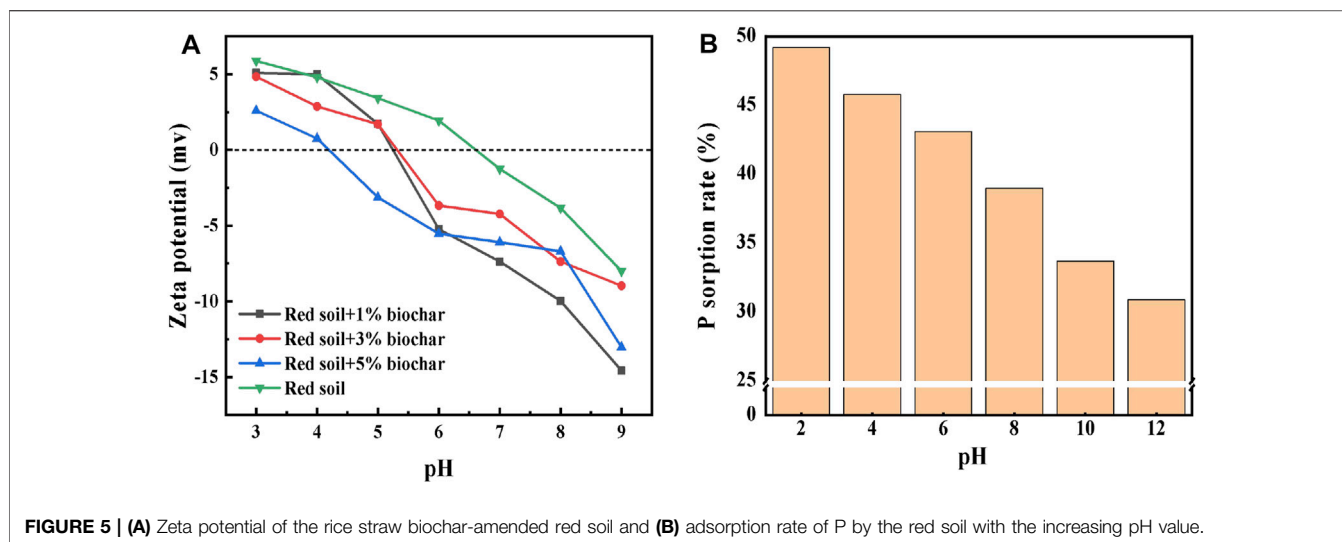 A
Zeta potential (mv)
5
0
-5
-10
-15
Red soil+1% biochar
Red soil+3% biochar
Red soil+5% biochar
Red soil
3 4 5 6 7 8 9
pH
B
P sorption rate (%)
50
45
40
35
30
25
0
2 4 6 8 10 12
pH
FIGURE 5 | (A) Zeta potential of the rice straw biochar-amended red soil and (B) adsorption rate of P by the red soil with the increasing pH value.